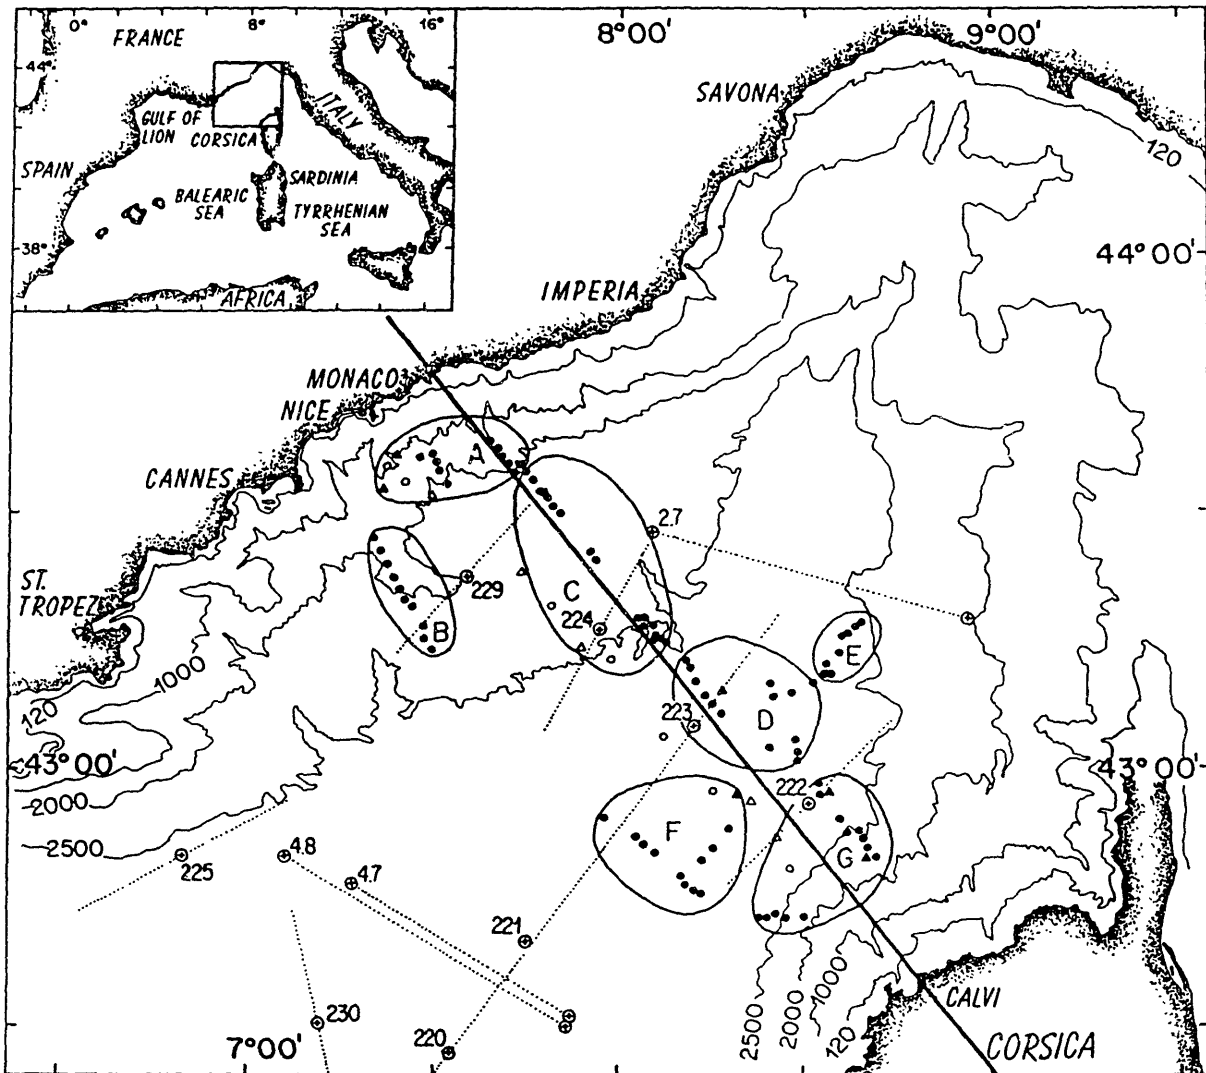 0°
8°
16°
FRANCE
44°
GULF OF
LION
CORSICA
ITALY
SPAIN
SARDINIA
BALEARIC
SEA
TYRRHENIAN
SEA
38°
AFRICA
8°00'
9°00'
SAVONA
120
44°00'
IMPERIA
MONACO
NICE
CANNES
A
2.7
ST.
TROPEZ
229
C
224
B
E
1000
120
D
223
43°00'
43°00'
222
2000
F
G
2500
225
4.8
4.7
221
230
220
7°00'
2500
2000
1000
120
CALVI
CORSICA